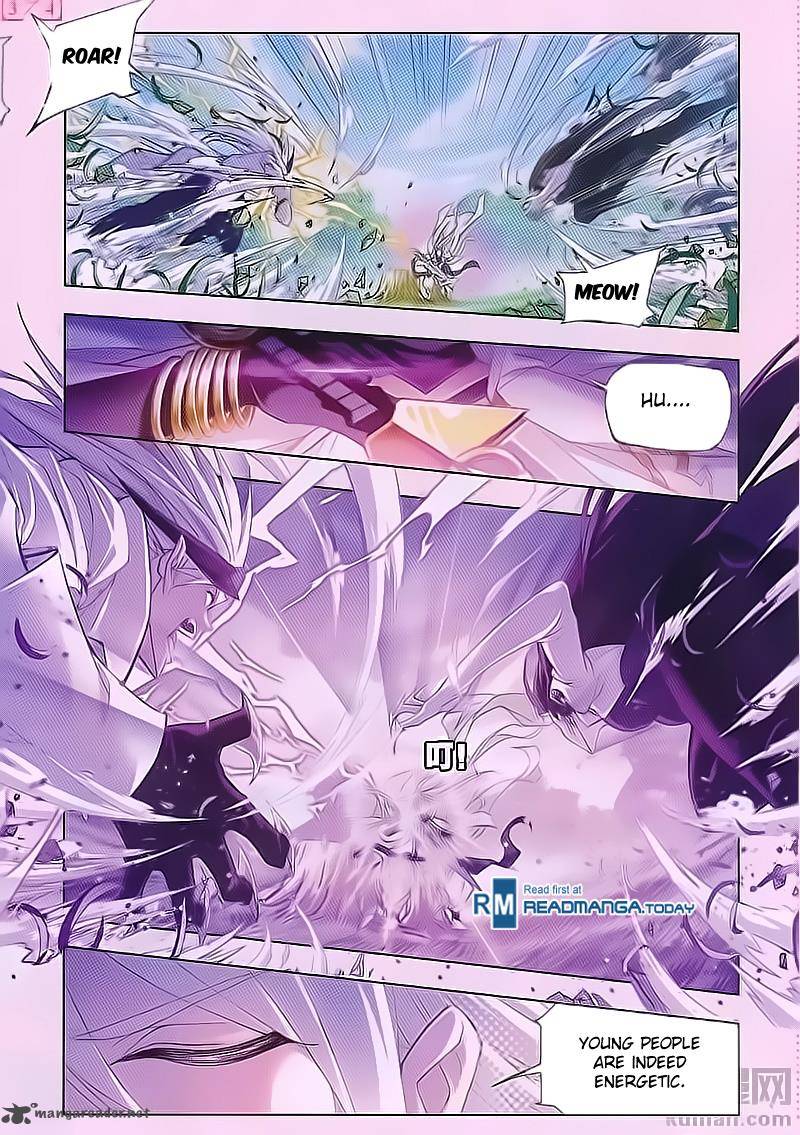 ROAR!
MEOW!
HU....
叮!
Read first at
RM READMANGA.TODAY
YOUNG PEOPLE
ARE INDEED
ENERGETIC.
mangareader.net
kuman.com